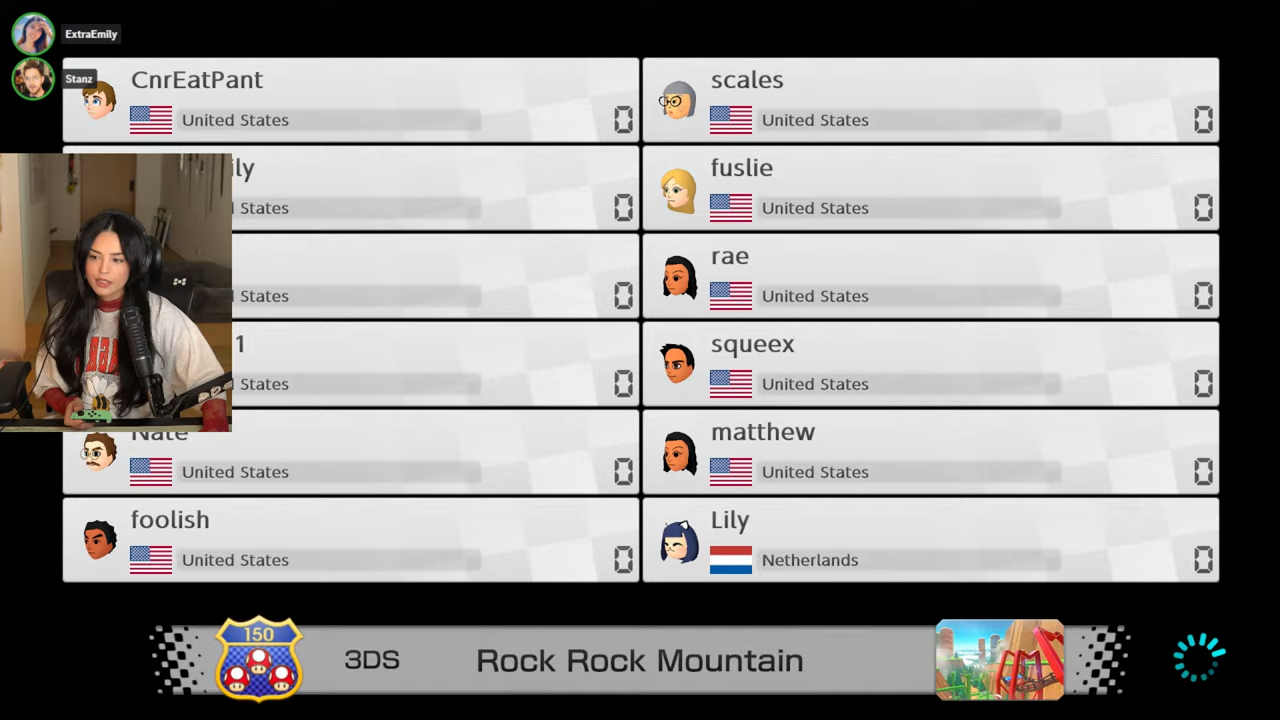 ExtraEmily
Stanz
CnrEatPant
United States
0
scales
United States
0
ily
States
0
fuslie
United States
0
States
0
rae
United States
0
1
States
0
squeex
United States
0
Nate
United States
0
matthew
United States
0
foolish
United States
0
Lily
Netherlands
0
150
3DS
Rock Rock Mountain